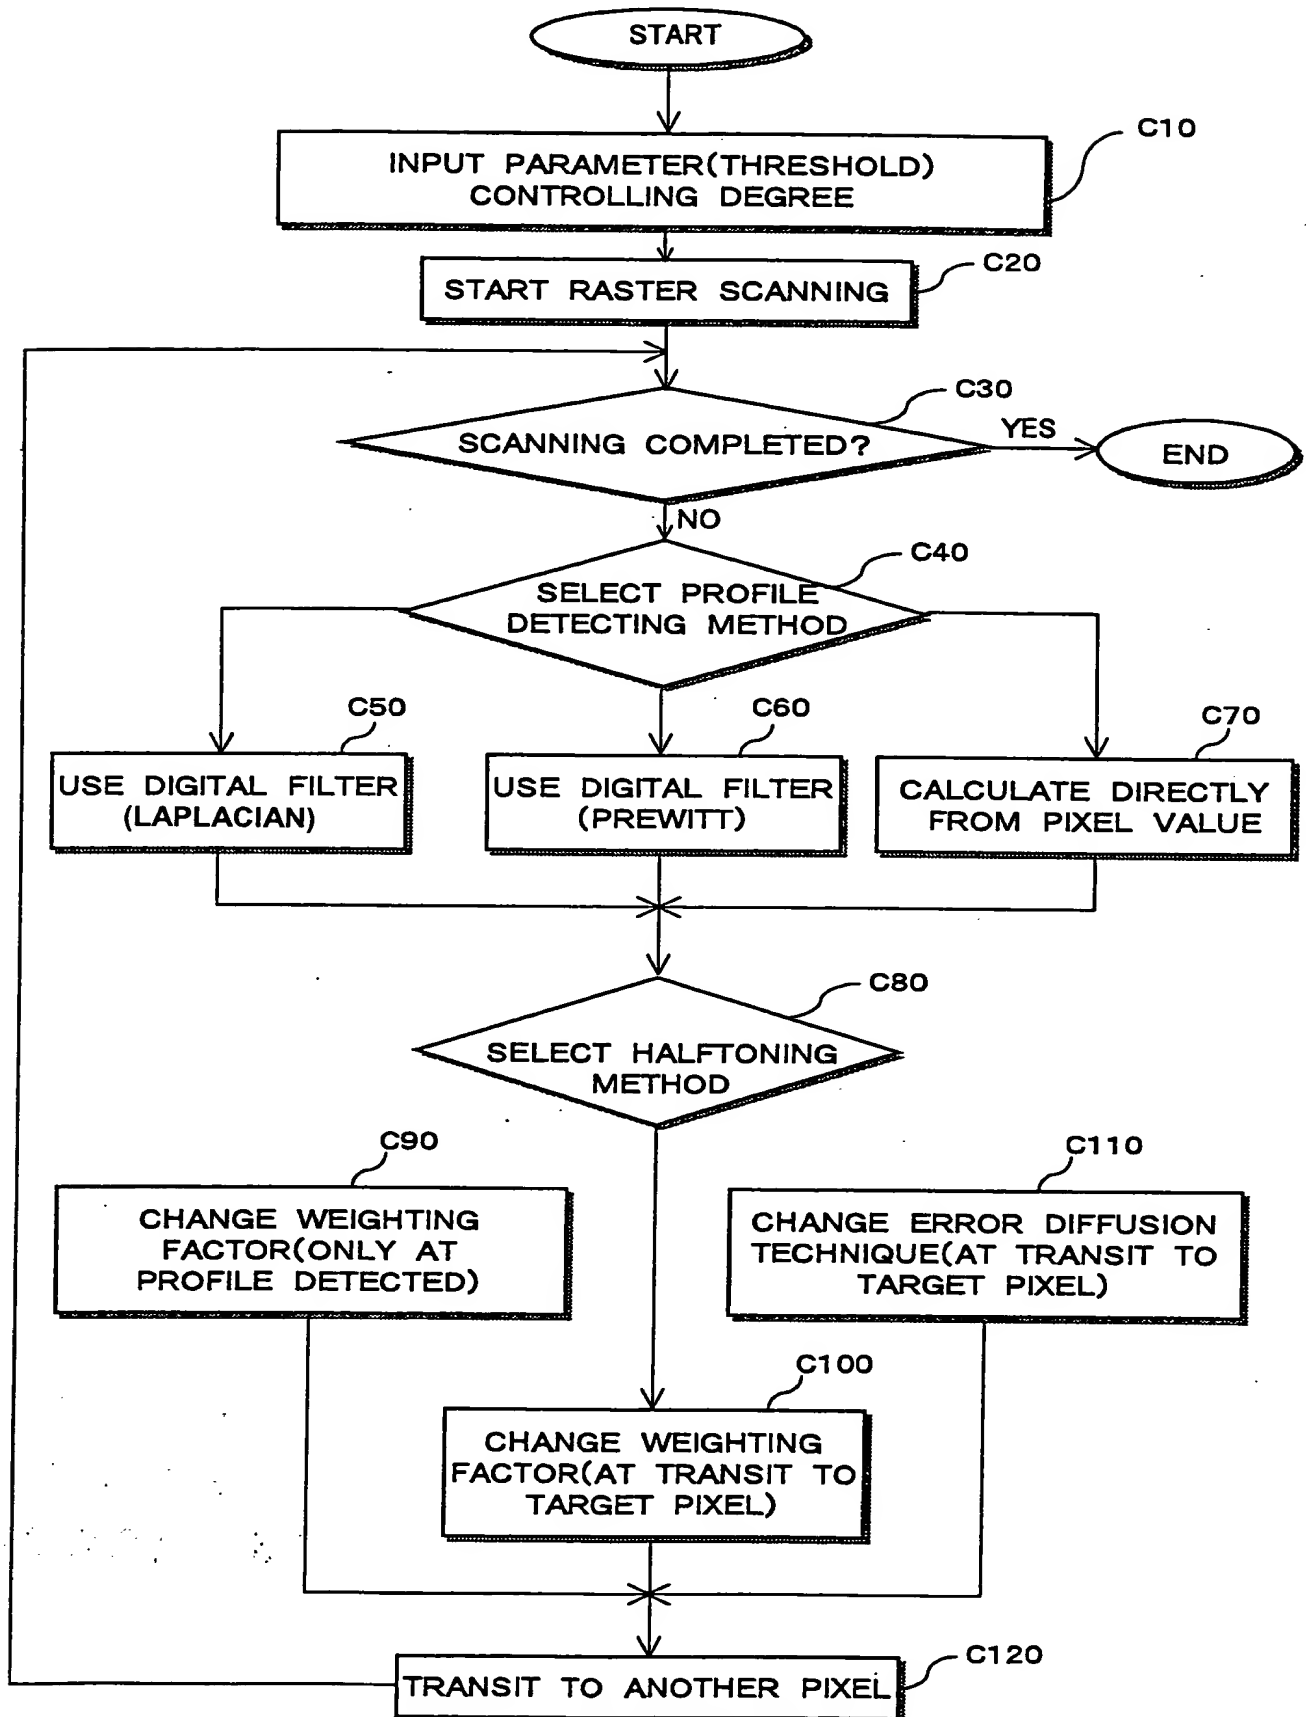 START
C10
INPUT PARAMETER(THRESHOLD)
CONTROLLING DEGREE
C20
START RASTER SCANNING
C30
SCANNING COMPLETED?
YES
END
NO
C40
SELECT PROFILE
DETECTING METHOD
C50
USE DIGITAL FILTER
(LAPLACIAN)
C60
USE DIGITAL FILTER
(PREWITT)
C70
CALCULATE DIRECTLY
FROM PIXEL VALUE
C80
SELECT HALFTONING
METHOD
C90
CHANGE WEIGHTING
FACTOR(ONLY AT
PROFILE DETECTED)
C110
CHANGE ERROR DIFFUSION
TECHNIQUE(AT TRANSIT TO
TARGET PIXEL)
C100
CHANGE WEIGHTING
FACTOR(AT TRANSIT TO
TARGET PIXEL)
C120
TRANSIT TO ANOTHER PIXEL